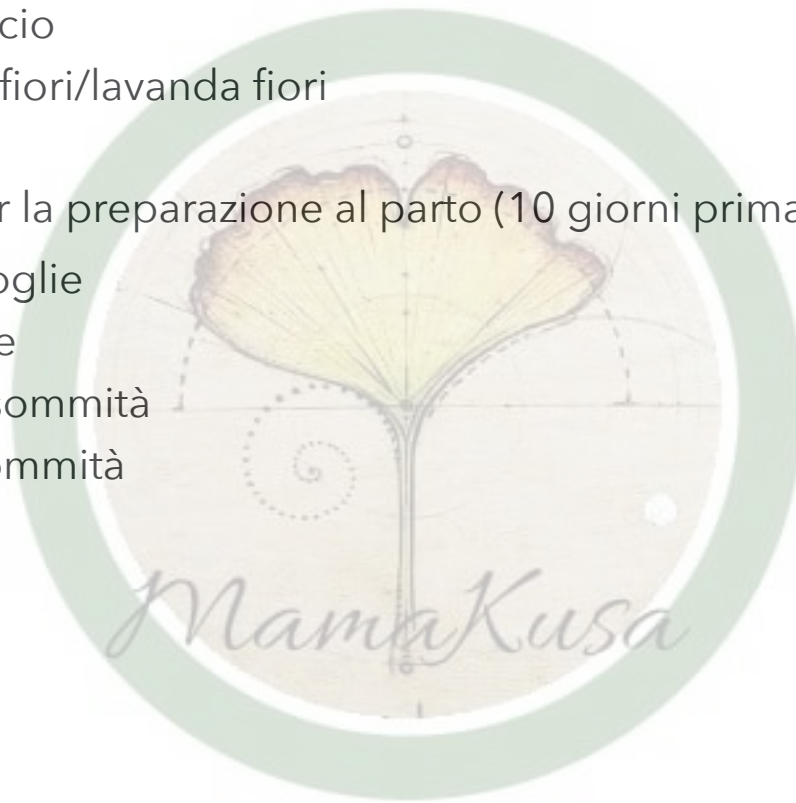 cio
fiori/lavanda fiori
r la preparazione al parto (10 giorni prima
oglie
e
sommità
ommità
MamaKusa